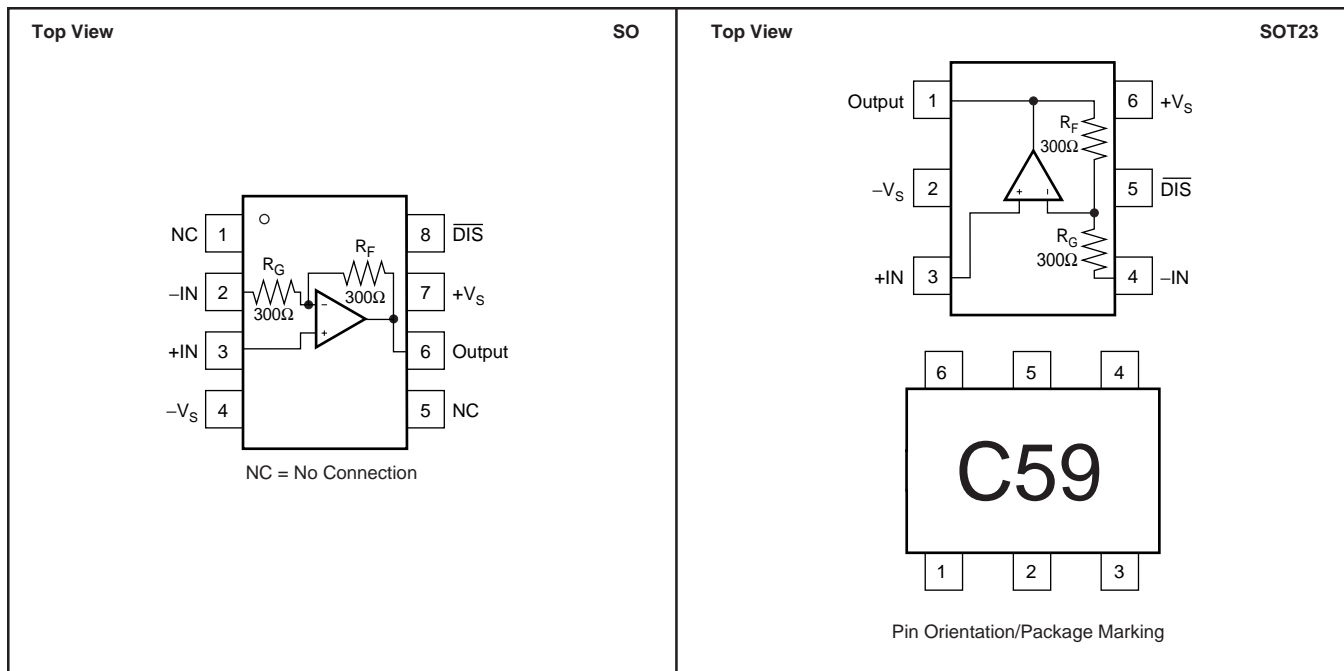 Top View SO
NC 1
8 DIS
RG
RF
−IN 2
300Ω
300Ω
7 +VS
+IN 3
6 Output
−VS 4
5 NC
− +
NC = No Connection
Top View SOT23
Output 1
6 +VS
RF
300Ω
−VS 2
5 DIS
+ −
RG
300Ω
+IN 3
4 −IN
6 5 4
C59
1 2 3
Pin Orientation/Package Marking